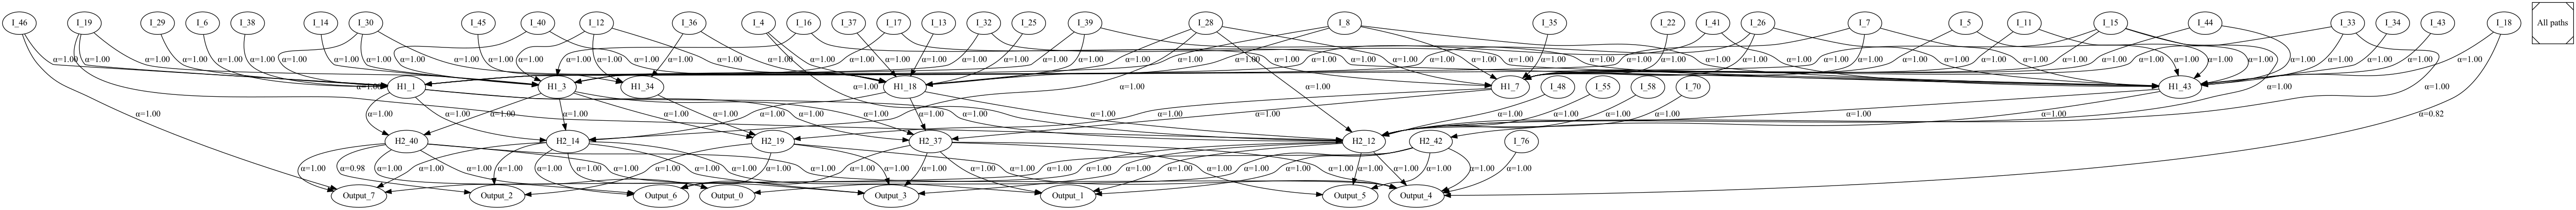 I_46 I_19 I_29 I_6 I_38 I_14 I_30 I_45 I_40 I_12 I_36 I_4 I_16 I_37 I_17 I_13 I_32 I_25 I_39 I_28 I_8 I_35 I_22 I_41 I_26 I_7 I_5 I_11 I_15 I_44 I_33 I_34 I_43 I_18 All paths
α=1.00 α=1.00 α=1.00 α=1.00 α=1.00 α=1.00 α=1.00 α=1.00 α=1.00 α=1.00 α=1.00 α=1.00 α=1.00 α=1.00 α=1.00 α=1.00 α=1.00 α=1.00 α=1.00 α=1.00 α=1.00 α=1.00 α=1.00 α=1.00 α=1.00 α=1.00 α=1.00 α=1.00 α=1.00 α=1.00 α=1.00 α=1.00 α=1.00
H1_1 H1_3 H1_34 α=1.00 H1_18 α=1.00 α=1.00 H1_7 I_48 I_55 I_58 I_70 H1_43 α=1.00 α=1.00
α=1.00 α=1.00 α=1.00 α=1.00 α=1.00 α=1.00 α=1.00 α=1.00 α=1.00 α=1.00 α=1.00 α=1.00 α=1.00 α=1.00 α=1.00 α=1.00 α=1.00 α=1.00 α=0.82
H2_40 H2_14 H2_19 H2_37 H2_12 H2_42 I_76
α=1.00 α=0.98 α=1.00 α=1.00 α=1.00 α=1.00 α=1.00 α=1.00 α=1.00 α=1.00 α=1.00 α=1.00 α=1.00 α=1.00 α=1.00 α=1.00 α=1.00 α=1.00 α=1.00 α=1.00 α=1.00 α=1.00 α=1.00 α=1.00 α=1.00 α=1.00 α=1.00
Output_7 Output_2 Output_6 Output_0 Output_3 Output_1 Output_5 Output_4